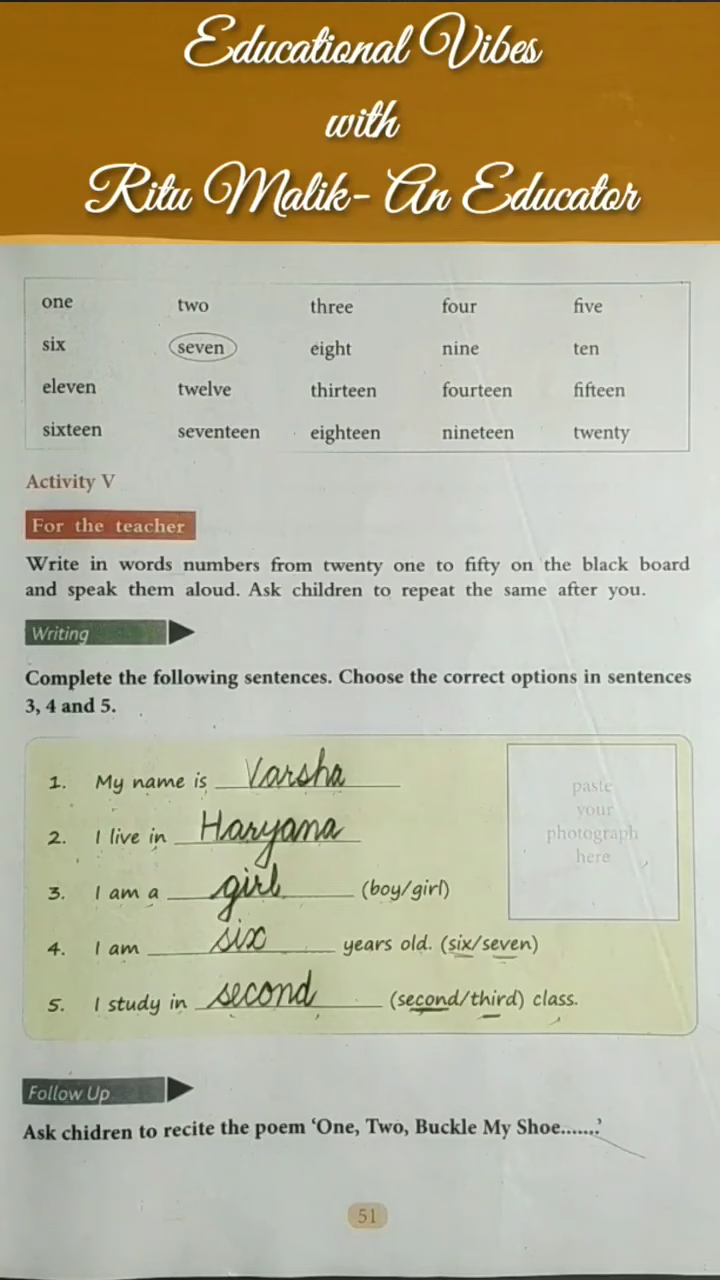 Educational Vibes
with
Ritu Malik- An Educator
one two three four five
six seven eight nine ten
eleven twelve thirteen fourteen fifteen
sixteen seventeen eighteen nineteen twenty
Activity V
For the teacher
Write in words numbers from twenty one to fifty on the black board
and speak them aloud. Ask children to repeat the same after you.
Writing
Complete the following sentences. Choose the correct options in sentences
3, 4 and 5.
1. My name is Varsha
2. I live in Haryana
3. I am a girl (boy/girl)
4. I am six years old. (six/seven)
5. I study in second (second/third) class.
paste
your
photograph
here
Follow Up
Ask chidren to recite the poem ‘One, Two, Buckle My Shoe.......’
51